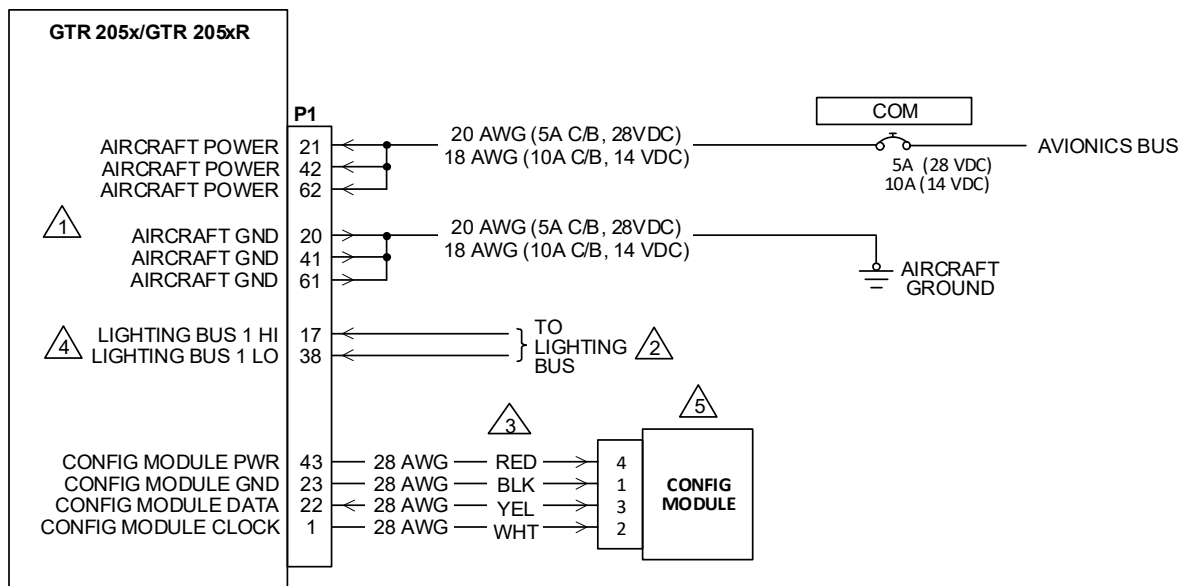 GTR 205x/GTR 205xR
P1
COM
AIRCRAFT POWER 21
AIRCRAFT POWER 42
AIRCRAFT POWER 62
20 AWG (5A C/B, 28VDC)
18 AWG (10A C/B, 14 VDC)
5A (28 VDC)
10A (14 VDC)
AVIONICS BUS
1
AIRCRAFT GND 20
AIRCRAFT GND 41
AIRCRAFT GND 61
20 AWG (5A C/B, 28VDC)
18 AWG (10A C/B, 14 VDC)
AIRCRAFT
GROUND
4
LIGHTING BUS 1 HI 17
LIGHTING BUS 1 LO 38
TO
LIGHTING
BUS
2
3
5
CONFIG MODULE PWR 43 28 AWG RED 4
CONFIG MODULE GND 23 28 AWG BLK 1
CONFIG MODULE DATA 22 28 AWG YEL 3
CONFIG MODULE CLOCK 1 28 AWG WHT 2
CONFIG
MODULE